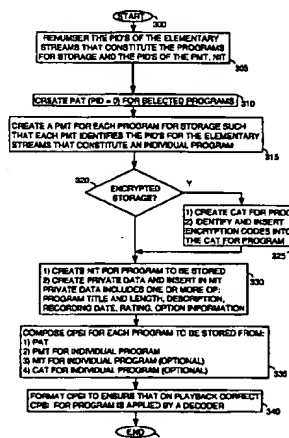 START
300
RENUMBER THE PID'S OF THE ELEMENTARY
STREAMS THAT CONSTITUTE THE PROGRAMS
FOR STORAGE AND THE PID'S OF THE PMT, NIT
305
CREATE PAT (PID = 0) FOR SELECTED PROGRAMS
310
CREATE A PMT FOR EACH PROGRAM FOR STORAGE SUCH
THAT EACH PMT IDENTIFIES THE PID'S FOR THE ELEMENTARY
STREAMS THAT CONSTITUTE AN INDIVIDUAL PROGRAM
315
320
ENCRYPTED
STORAGE?
Y
1) CREATE CAT FOR PROG
2) IDENTIFY AND INSERT
ENCRYPTION CODES INTO
THE CAT FOR PROGRAM
325
N
1) CREATE NIT FOR PROGRAM TO BE STORED
2) CREATE PRIVATE DATA AND INSERT IN NIT
PRIVATE DATA INCLUDES ONE OR MORE OF:
PROGRAM TITLE AND LENGTH, DESCRIPTION,
RECORDING DATE, RATING, OPTION INFORMATION
330
COMPOSE CPSI FOR EACH PROGRAM TO BE STORED FROM:
1) PAT
2) PMT FOR INDIVIDUAL PROGRAM
3) NIT FOR INDIVIDUAL PROGRAM (OPTIONAL)
4) CAT FOR INDIVIDUAL PROGRAM (OPTIONAL)
335
FORMAT CPSI TO ENSURE THAT ON PLAYBACK CORRECT
CPSI FOR PROGRAM IS APPLIED BY A DECODER
340
END